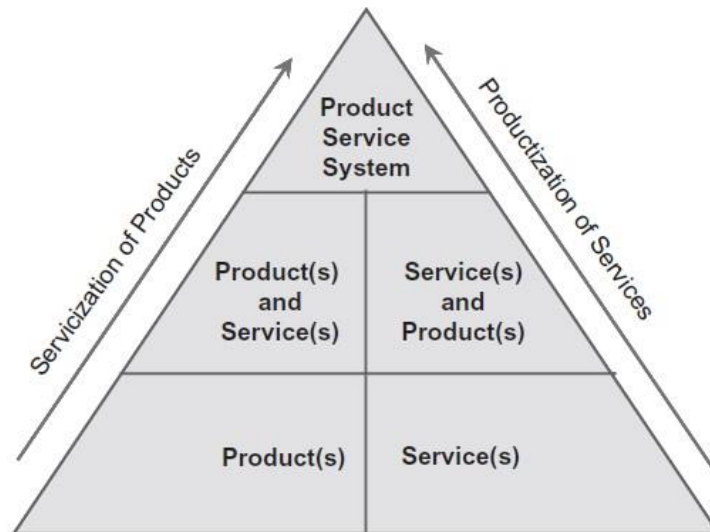 Product
Service
System
Servicization of Products
Productization of Services
Product(s)
and
Service(s)
Service(s)
and
Product(s)
Product(s)
Service(s)